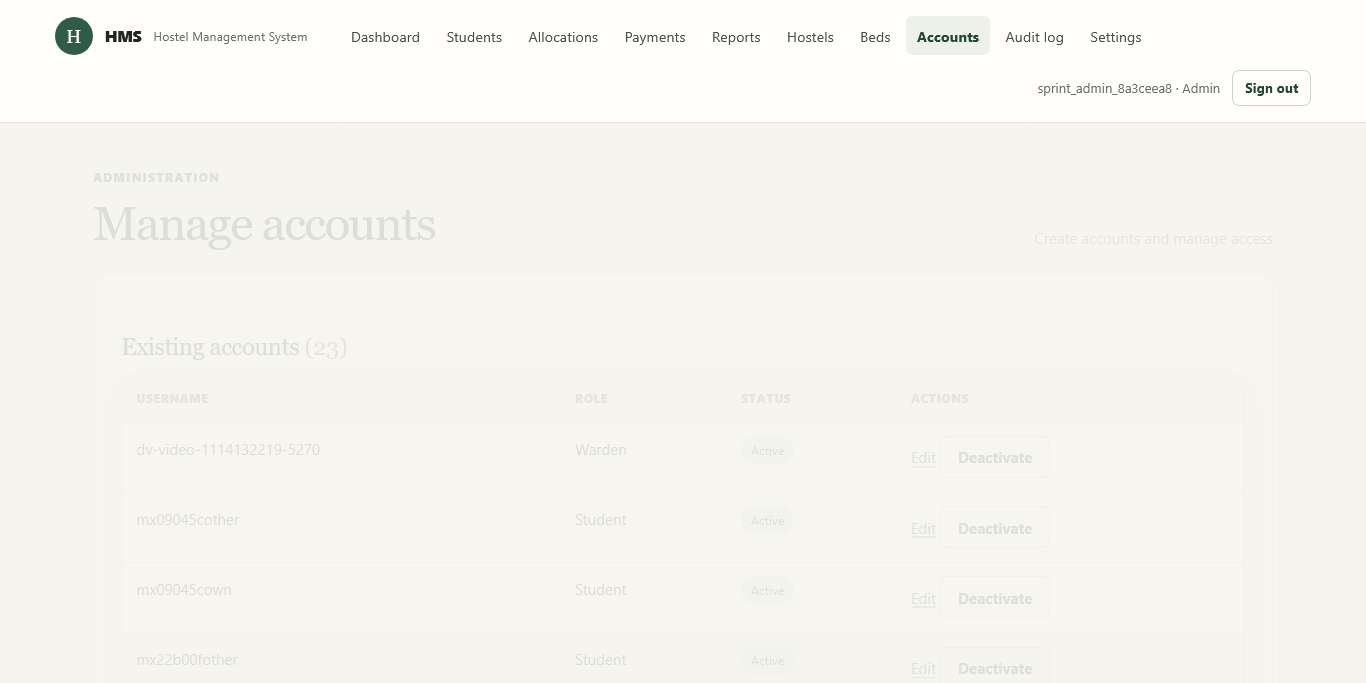 H HMS Hostel Management System Dashboard Students Allocations Payments Reports Hostels Beds Accounts Audit log Settings
sprint_admin_8a3ceea8 · Admin Sign out
ADMINISTRATION
Manage accounts
Create accounts and manage access
Existing accounts (23)
USERNAME ROLE STATUS ACTIONS
dv-video-1114132219-5270 Warden Active Edit Deactivate
mx09045cother Student Active Edit Deactivate
mx09045cown Student Active Edit Deactivate
mx22b00fother Student Active Edit Deactivate